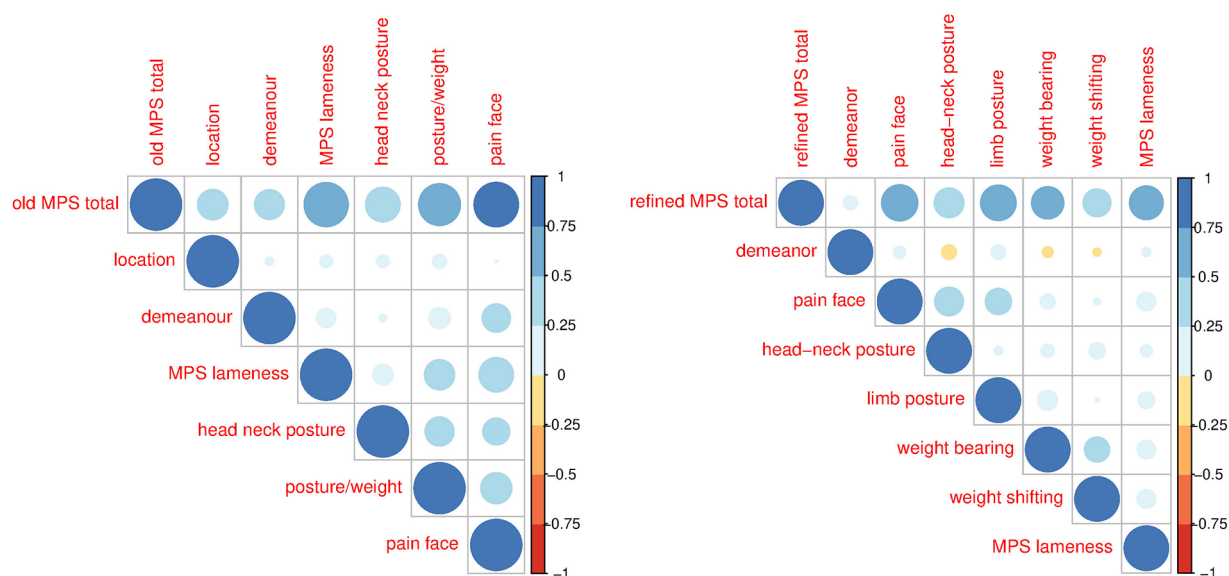 old MPS total
location
demeanour
MPS lameness
head neck posture
posture/weight
pain face
old MPS total
location
demeanour
MPS lameness
head neck posture
posture/weight
pain face
1
0.75
0.5
0.25
0
−0.25
−0.5
−0.75
−1
refined MPS total
demeanor
pain face
head−neck posture
limb posture
weight bearing
weight shifting
MPS lameness
refined MPS total
demeanor
pain face
head−neck posture
limb posture
weight bearing
weight shifting
MPS lameness
1
0.75
0.5
0.25
0
−0.25
−0.5
−0.75
−1